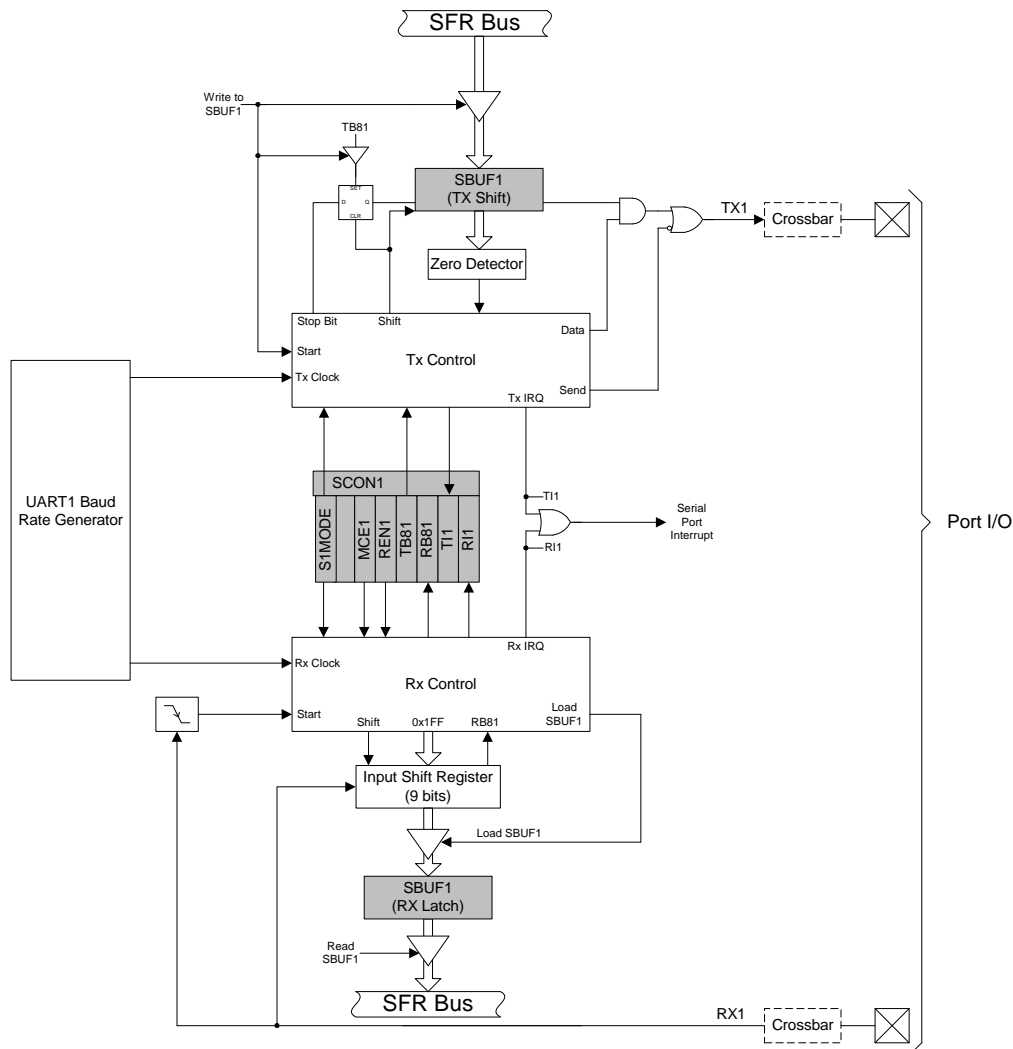 SFR Bus
Write to
SBUF1
TB81
SBUF1
(TX Shift)
SET
D
Q
CLR
TX1
Crossbar
Zero Detector
Stop Bit
Shift
Data
Start
Tx Control
Tx Clock
Send
Tx IRQ
UART1 Baud
Rate Generator
SCON1
S1MODE
MCE1
REN1
TB81
RB81
TI1
RI1
TI1
RI1
Serial
Port
Interrupt
Port I/O
Rx IRQ
Rx Clock
Rx Control
Start
Load
SBUF1
Shift
0x1FF
RB81
Input Shift Register
(9 bits)
Load SBUF1
SBUF1
(RX Latch)
Read
SBUF1
SFR Bus
RX1
Crossbar